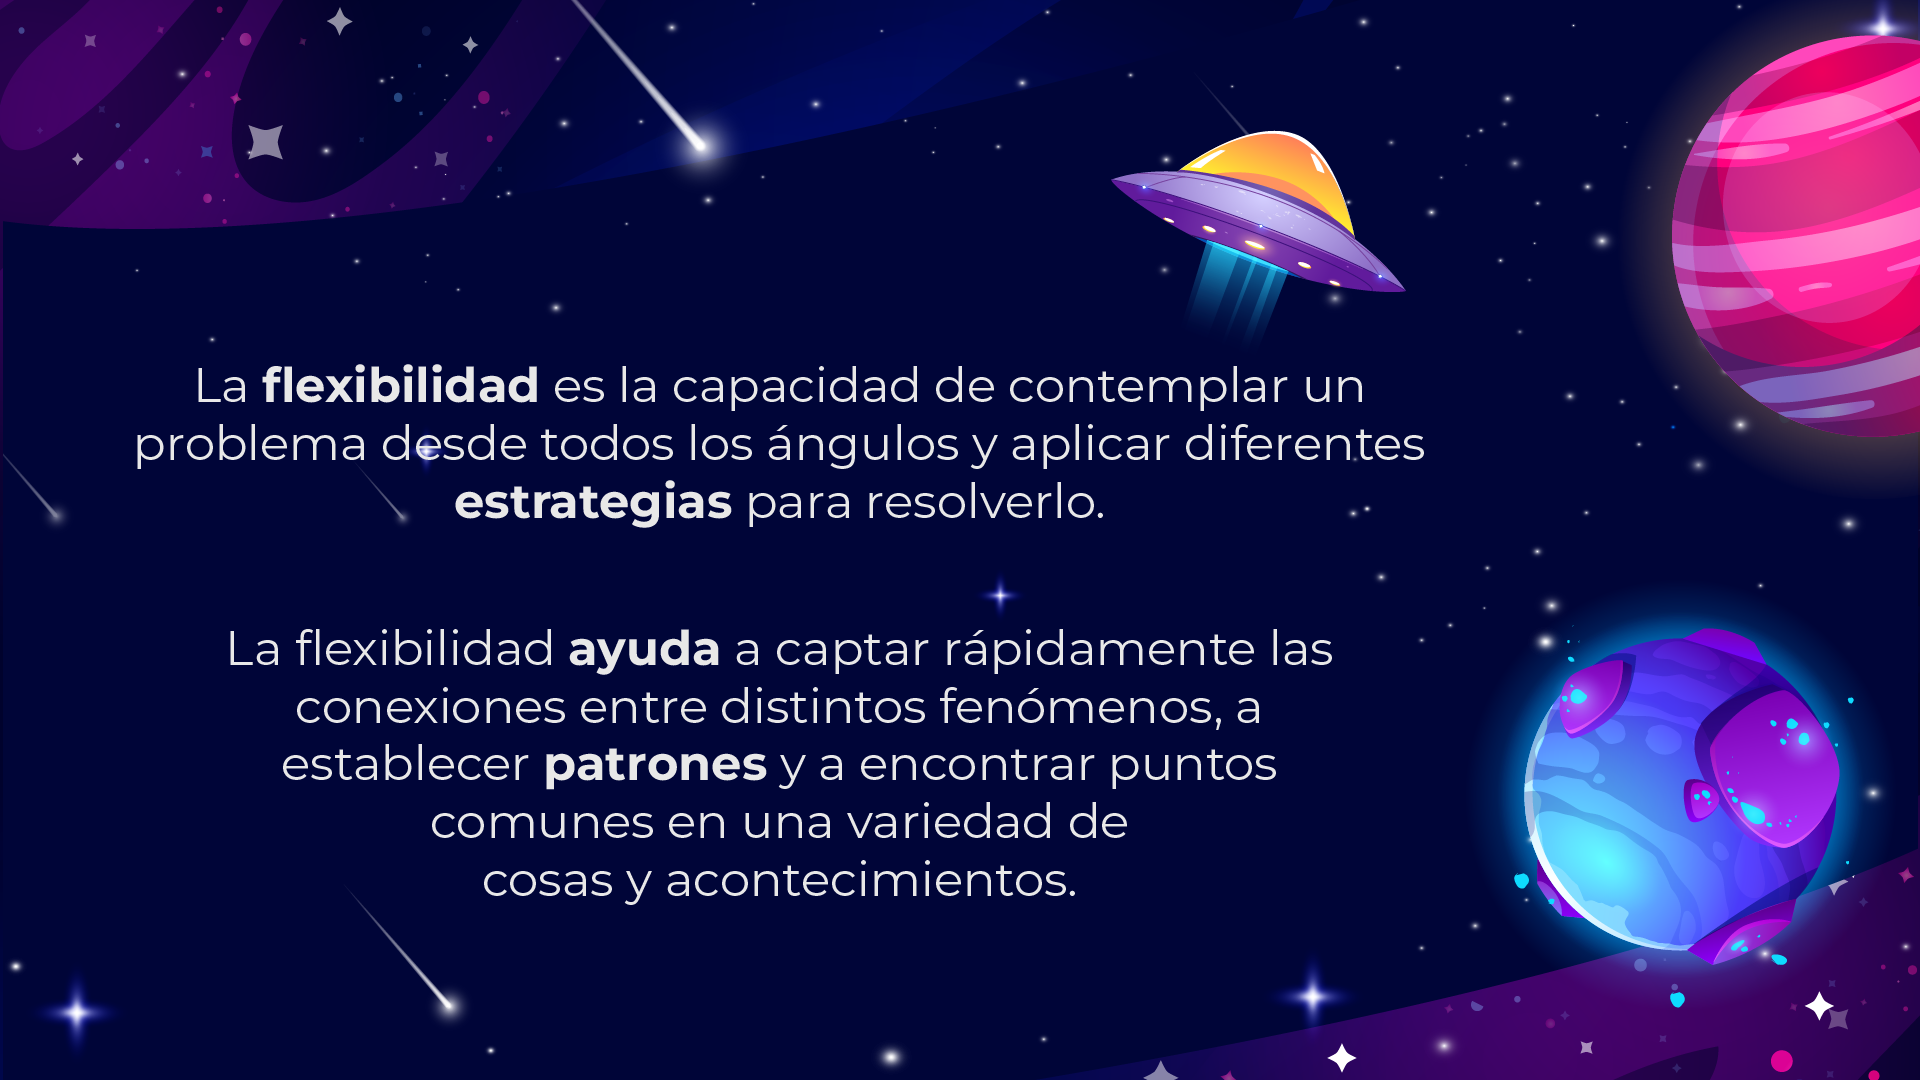 La flexibilidad es la capacidad de contemplar un
problema desde todos los ángulos y aplicar diferentes
estrategias para resolverlo.
La flexibilidad ayuda a captar rápidamente las
conexiones entre distintos fenómenos, a
establecer patrones y a encontrar puntos
comunes en una variedad de
cosas y acontecimientos.